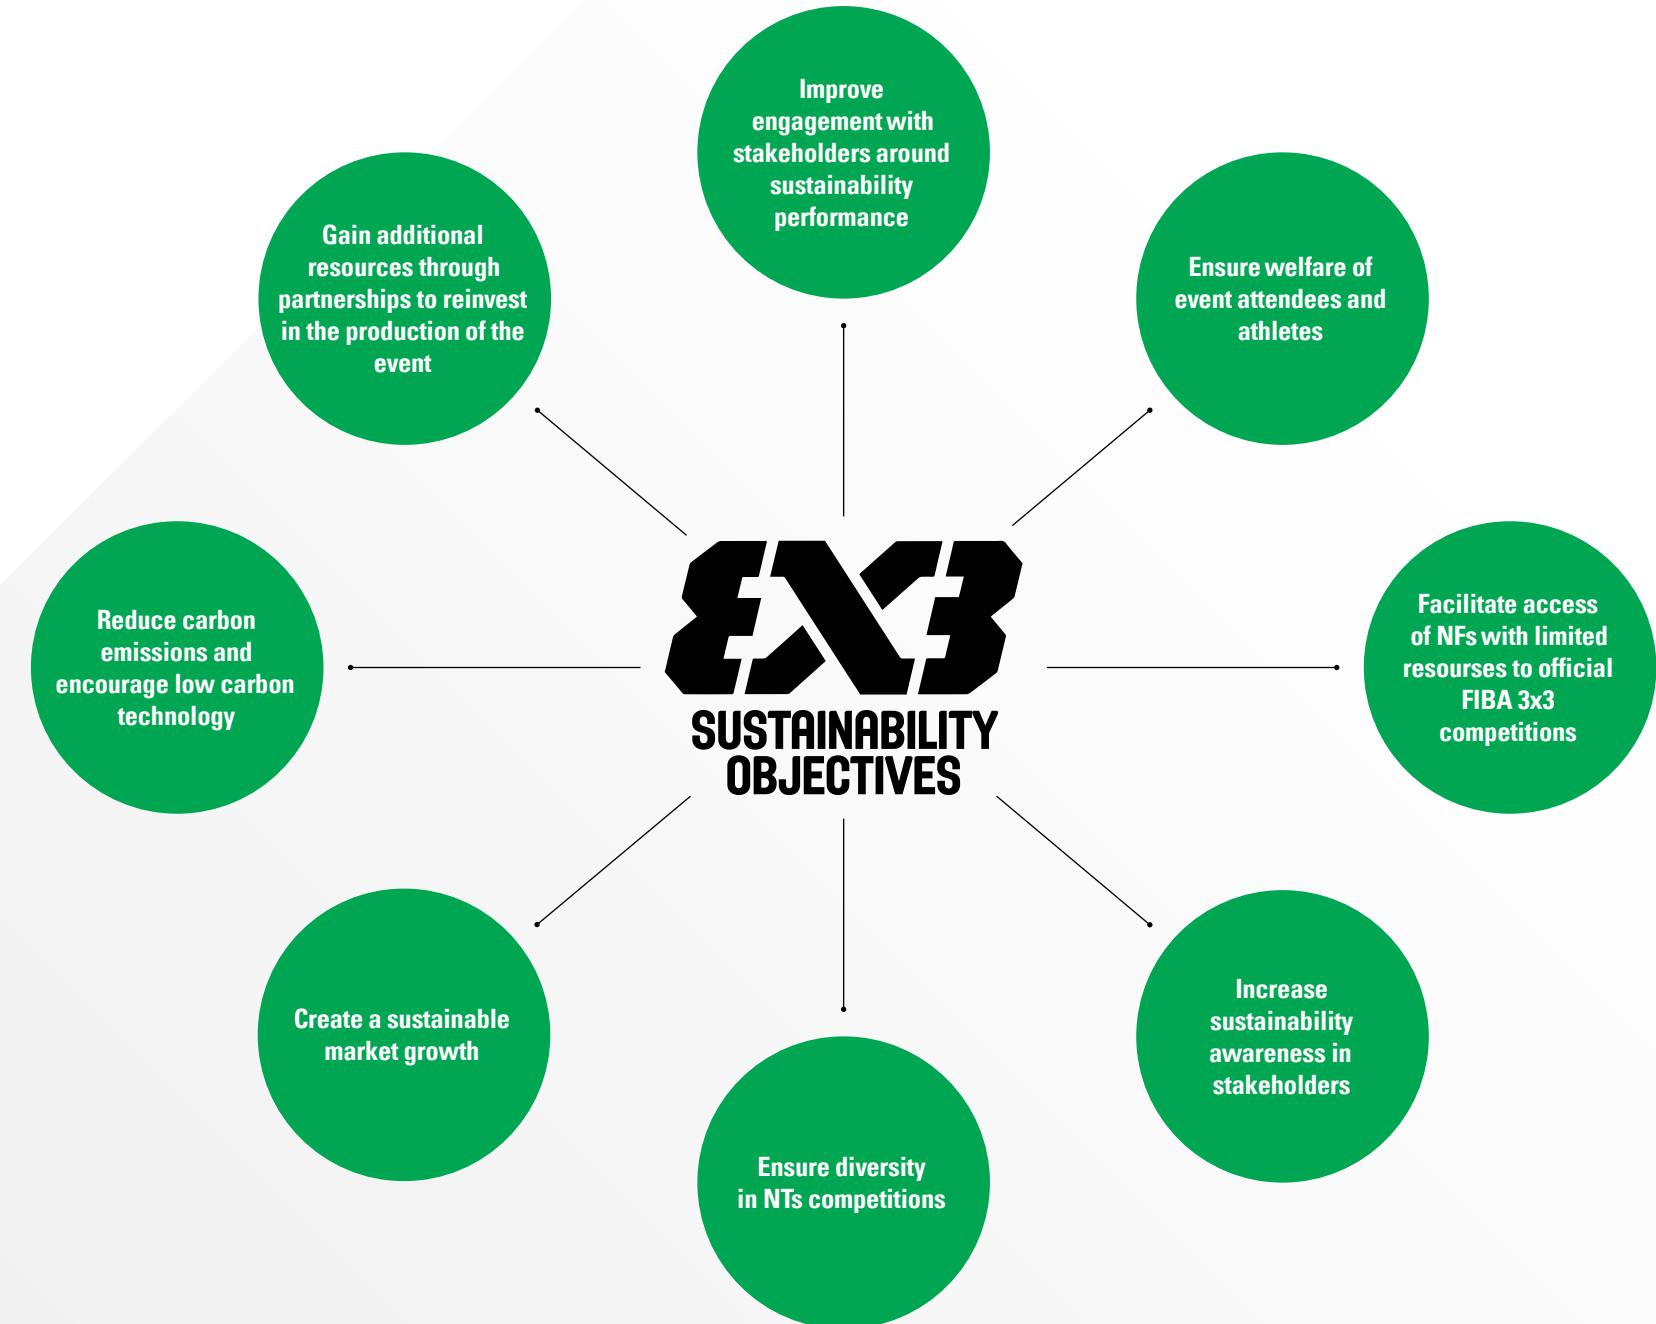 Improve
engagement with
stakeholders around
sustainability
performance
Ensure welfare of
event attendees and
athletes
Facilitate access
of NFs with limited
resourses to official
FIBA 3x3
competitions
Increase
sustainability
awareness in
stakeholders
Ensure diversity
in NTs competitions
Create a sustainable
market growth
Reduce carbon
emissions and
encourage low carbon
technology
Gain additional
resources through
partnerships to reinvest
in the production of the
event
3X3
SUSTAINABILITY
OBJECTIVES